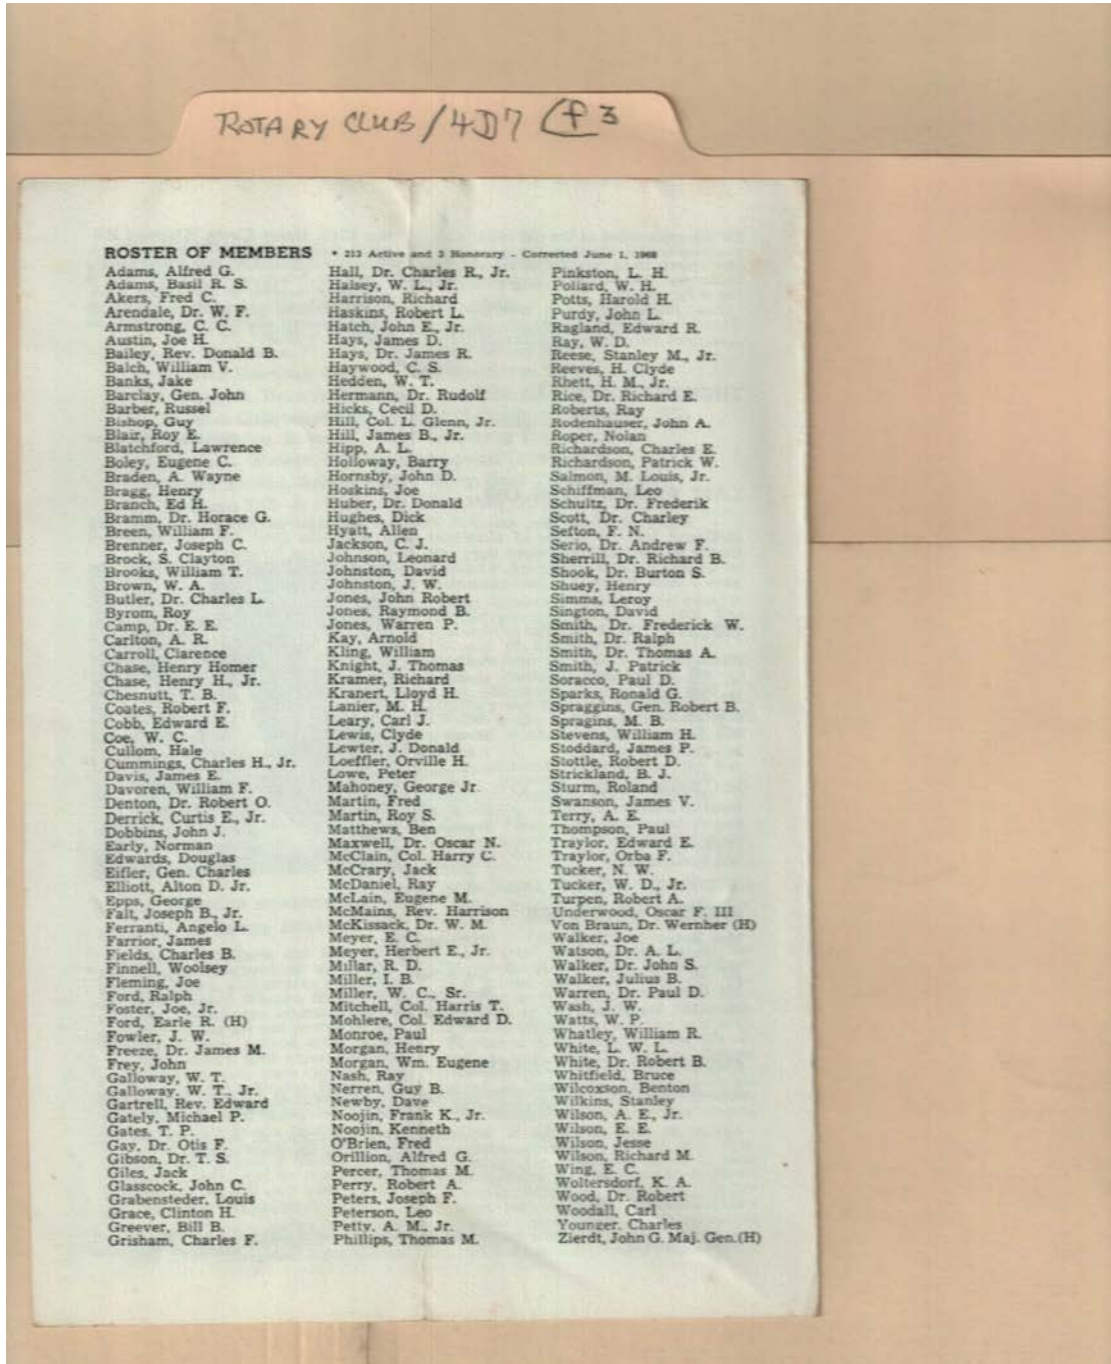 ROTARY CLUB / 4D7 f3
ROSTER OF MEMBERS • 213 Active and 3 Honorary - Corrected June 1, 1968
Adams, Alfred G.
Adams, Basil R. S.
Akers, Fred C.
Arendale, Dr. W. F.
Armstrong, C. C.
Austin, Joe H.
Bailey, Rev. Donald B.
Balch, William V.
Banks, Jake
Barclay, Gen. John
Barber, Russel
Bishop, Guy
Blair, Roy E.
Blatchford, Lawrence
Boley, Eugene C.
Braden, A. Wayne
Bragg, Henry
Branch, Ed H.
Bramm, Dr. Horace G.
Breen, William F.
Brenner, Joseph C.
Brock, S. Clayton
Brooks, William T.
Brown, W. A.
Butler, Dr. Charles L.
Byrom, Roy
Camp, Dr. E. E.
Carlton, A. R.
Carroll, Clarence
Chase, Henry Homer
Chase, Henry H., Jr.
Chesnutt, T. B.
Coates, Robert F.
Cobb, Edward E.
Coe, W. C.
Cullom, Hale
Cummings, Charles H., Jr.
Davis, James E.
Davoren, William F.
Denton, Dr. Robert O.
Derrick, Curtis E., Jr.
Dobbins, John J.
Early, Norman
Edwards, Douglas
Eifler, Gen. Charles
Elliott, Alton D. Jr.
Epps, George
Falt, Joseph B., Jr.
Ferranti, Angelo L.
Farrior, James
Fields, Charles B.
Finnell, Woolsey
Fleming, Joe
Ford, Ralph
Foster, Joe, Jr.
Ford, Earle R. (H)
Fowler, J. W.
Freeze, Dr. James M.
Frey, John
Galloway, W. T.
Galloway, W. T., Jr.
Gartrell, Rev. Edward
Gately, Michael P.
Gates, T. P.
Gay, Dr. Otis F.
Gibson, Dr. T. S.
Giles, Jack
Glasscock, John C.
Grabensteder, Louis
Grace, Clinton H.
Greever, Bill B.
Grisham, Charles F.
Hall, Dr. Charles R., Jr.
Halsey, W. L., Jr.
Harrison, Richard
Haskins, Robert L.
Hatch, John E., Jr.
Hays, James D.
Hays, Dr. James R.
Haywood, C. S.
Hedden, W. T.
Hermann, Dr. Rudolf
Hicks, Cecil D.
Hill, Col. L. Glenn, Jr.
Hill, James B., Jr.
Hipp, A. L.
Holloway, Barry
Hornsby, John D.
Hoskins, Joe
Huber, Dr. Donald
Hughes, Dick
Hyatt, Allen
Jackson, C. J.
Johnson, Leonard
Johnston, David
Johnston, J. W.
Jones, John Robert
Jones, Raymond B.
Jones, Warren P.
Kay, Arnold
Kling, William
Knight, J. Thomas
Kramer, Richard
Kranert, Lloyd H.
Lanier, M. H.
Leary, Carl J.
Lewis, Clyde
Lewter, J. Donald
Loeffler, Orville H.
Lowe, Peter
Mahoney, George Jr.
Martin, Fred
Martin, Roy S.
Matthews, Ben
Maxwell, Dr. Oscar N.
McClain, Col. Harry C.
McCrary, Jack
McDaniel, Ray
McLain, Eugene M.
McMains, Rev. Harrison
McKissack, Dr. W. M.
Meyer, E. C.
Meyer, Herbert E., Jr.
Millar, R. D.
Miller, I. B.
Miller, W. C., Sr.
Mitchell, Col. Harris T.
Mohlere, Col. Edward D.
Monroe, Paul
Morgan, Henry
Morgan, Wm. Eugene
Nash, Ray
Nerren, Guy B.
Newby, Dave
Noojin, Frank K., Jr.
Noojin, Kenneth
O'Brien, Fred
Orillion, Alfred G.
Percer, Thomas M.
Perry, Robert A.
Peters, Joseph F.
Peterson, Leo
Petty, A. M., Jr.
Phillips, Thomas M.
Pinkston, L. H.
Pollard, W. H.
Potts, Harold H.
Purdy, John L.
Ragland, Edward R.
Ray, W. D.
Reese, Stanley M., Jr.
Reeves, H. Clyde
Rhett, H. M., Jr.
Rice, Dr. Richard E.
Roberts, Ray
Rodenhauser, John A.
Roper, Nolan
Richardson, Charles E.
Richardson, Patrick W.
Salmon, M. Louis, Jr.
Schiffman, Leo
Schultz, Dr. Frederik
Scott, Dr. Charley
Sefton, F. N.
Serio, Dr. Andrew F.
Sherrill, Dr. Richard B.
Shook, Dr. Burton S.
Shuey, Henry
Simms, Leroy
Sington, David
Smith, Dr. Frederick W.
Smith, Dr. Ralph
Smith, Dr. Thomas A.
Smith, J. Patrick
Soracco, Paul D.
Sparks, Ronald G.
Spraggins, Gen. Robert B.
Spragins, M. B.
Stevens, William H.
Stoddard, James P.
Stottle, Robert D.
Strickland, B. J.
Sturm, Roland
Swanson, James V.
Terry, A. E.
Thompson, Paul
Traylor, Edward E.
Traylor, Orba F.
Tucker, N. W.
Tucker, W. D., Jr.
Turpen, Robert A.
Underwood, Oscar F. III
Von Braun, Dr. Wernher (H)
Walker, Joe
Watson, Dr. A. L.
Walker, Dr. John S.
Walker, Julius B.
Warren, Dr. Paul D.
Wash, J. W.
Watts, W. P.
Whatley, William R.
White, L. W. L.
White, Dr. Robert B.
Whitfield, Bruce
Wilcoxson, Benton
Wilkins, Stanley
Wilson, A. E., Jr.
Wilson, E. E.
Wilson, Jesse
Wilson, Richard M.
Wing, E. C.
Woltersdorf, K. A.
Wood, Dr. Robert
Woodall, Carl
Younger, Charles
Zierdt, John G. Maj. Gen.(H)